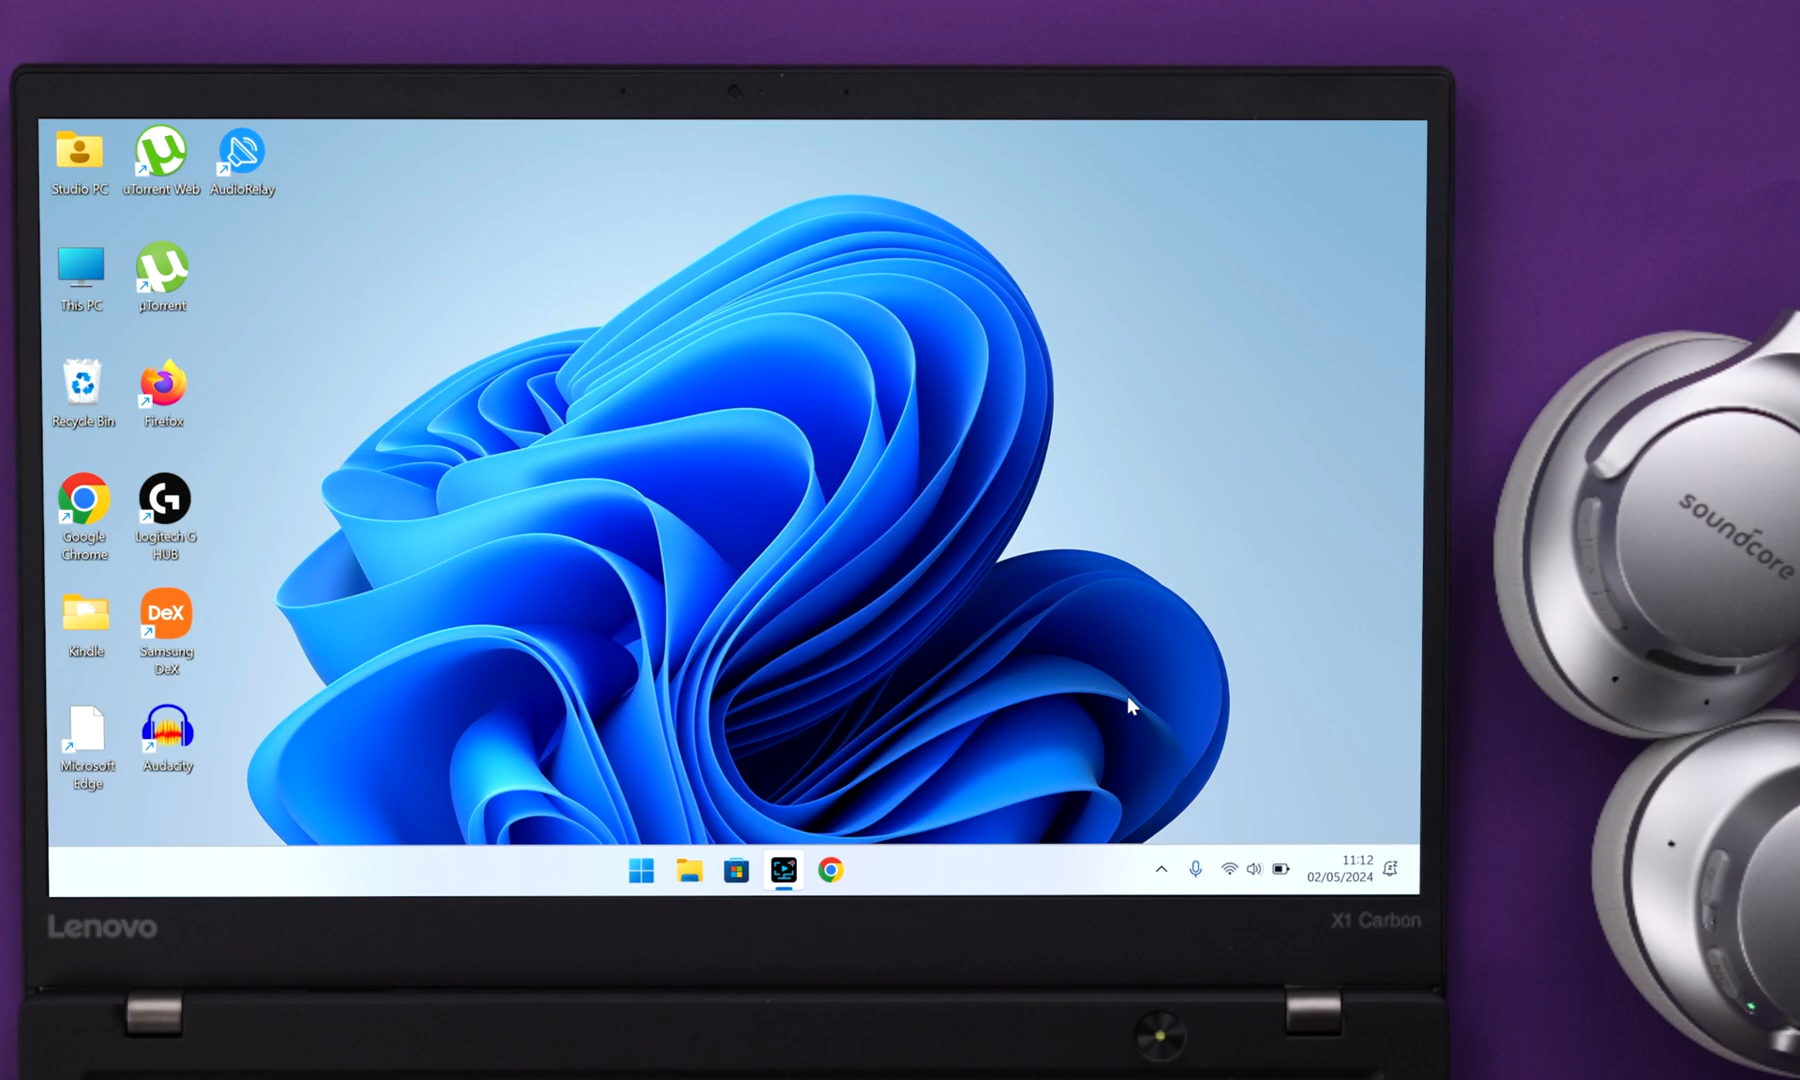 Studio PC
uTorrent Web
AudioRelay
This PC
µTorrent
Recycle Bin
Firefox
Google
Chrome
Logitech G
HUB
Kindle
DeX
Samsung
DeX
Microsoft
Edge
Audacity
11:12
02/05/2024
Lenovo
X1 Carbon
soundcore